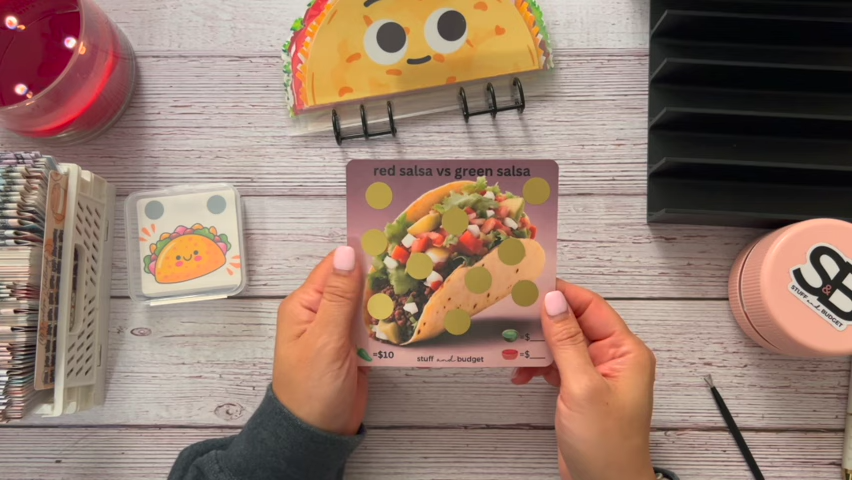 red salsa vs green salsa
=$10
stuff and budget
=$___
=$___
S&B
STUFF and BUDGET